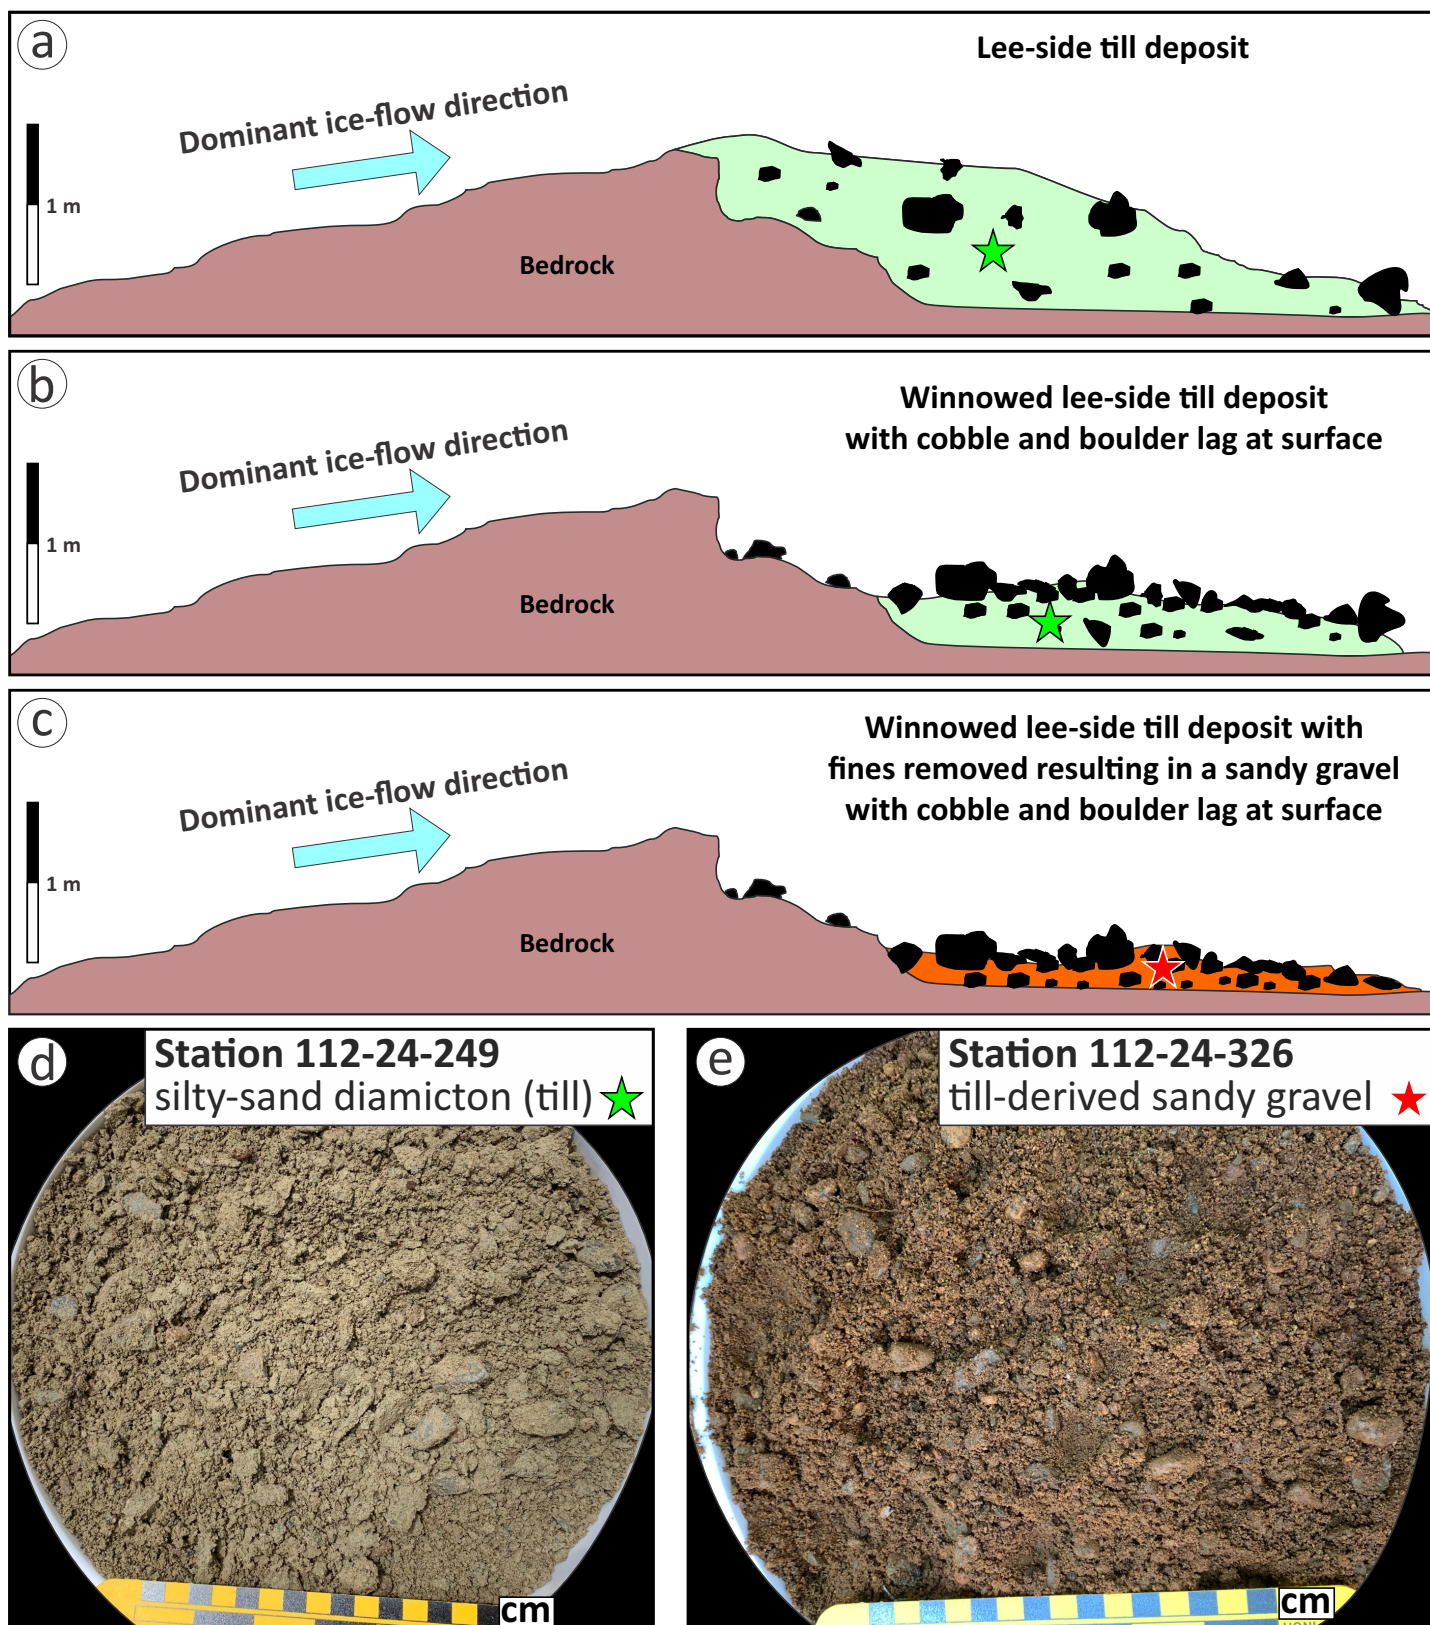 a
Lee-side till deposit
Dominant ice-flow direction
1 m
Bedrock
b
Winnowed lee-side till deposit
with cobble and boulder lag at surface
Dominant ice-flow direction
1 m
Bedrock
c
Winnowed lee-side till deposit with
fines removed resulting in a sandy gravel
with cobble and boulder lag at surface
Dominant ice-flow direction
1 m
Bedrock
d
Station 112-24-249
silty-sand diamicton (till)
cm
e
Station 112-24-326
till-derived sandy gravel
cm